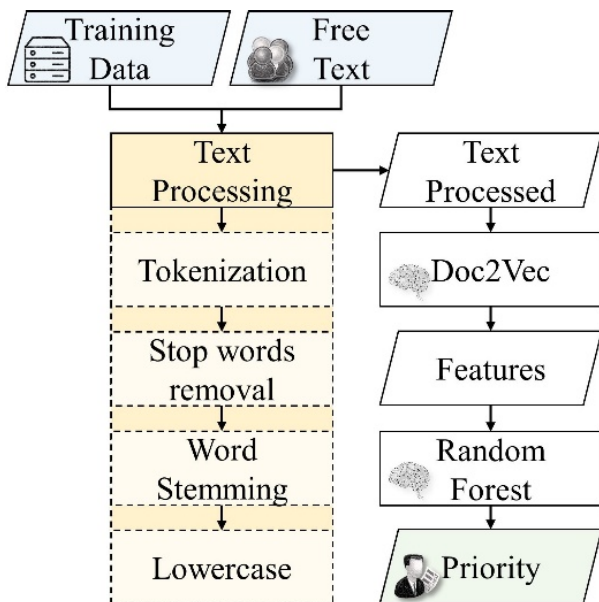 Training
Data
Free
Text
Text
Processing
Text
Processed
Tokenization
Doc2Vec
Stop words
removal
Features
Word
Stemming
Random
Forest
Lowercase
Priority